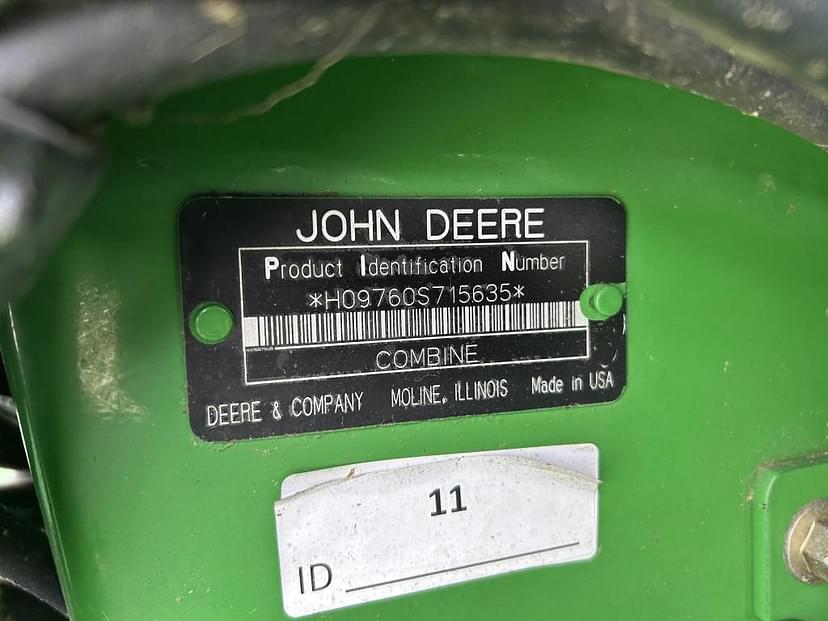 JOHN DEERE
Product Identification Number
*H09760S715635*
COMBINE
DEERE & COMPANY MOLINE, ILLINOIS Made in USA
11
ID